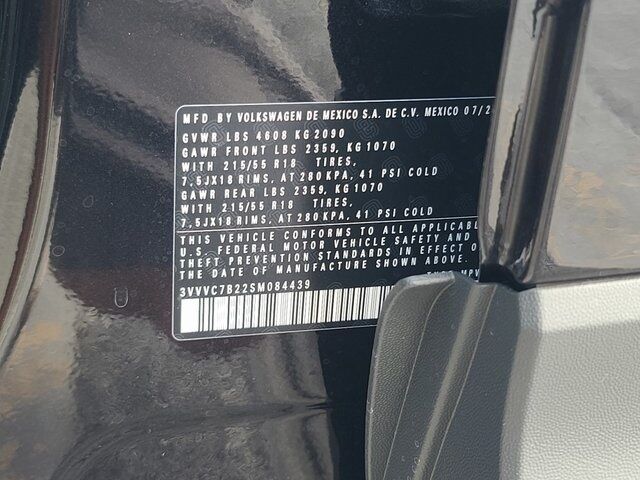 MFD BY VOLKSWAGEN DE MEXICO S.A. DE C.V. MEXICO 07/2
GVWR LBS 4608 KG 2090
GAWR FRONT LBS 2359, KG 1070
WITH 215/55 R18 TIRES,
7.5JX18 RIMS, AT 280 KPA, 41 PSI COLD
GAWR REAR LBS 2359, KG 1070
WITH 215/55 R18 TIRES,
7.5JX18 RIMS, AT 280 KPA, 41 PSI COLD
THIS VEHICLE CONFORMS TO ALL APPLICABL
U.S. FEDERAL MOTOR VEHICLE SAFETY AND
THEFT PREVENTION STANDARDS IN EFFECT O
THE DATE OF MANUFACTURE SHOWN ABOVE.
3VVVC7B22SM084439